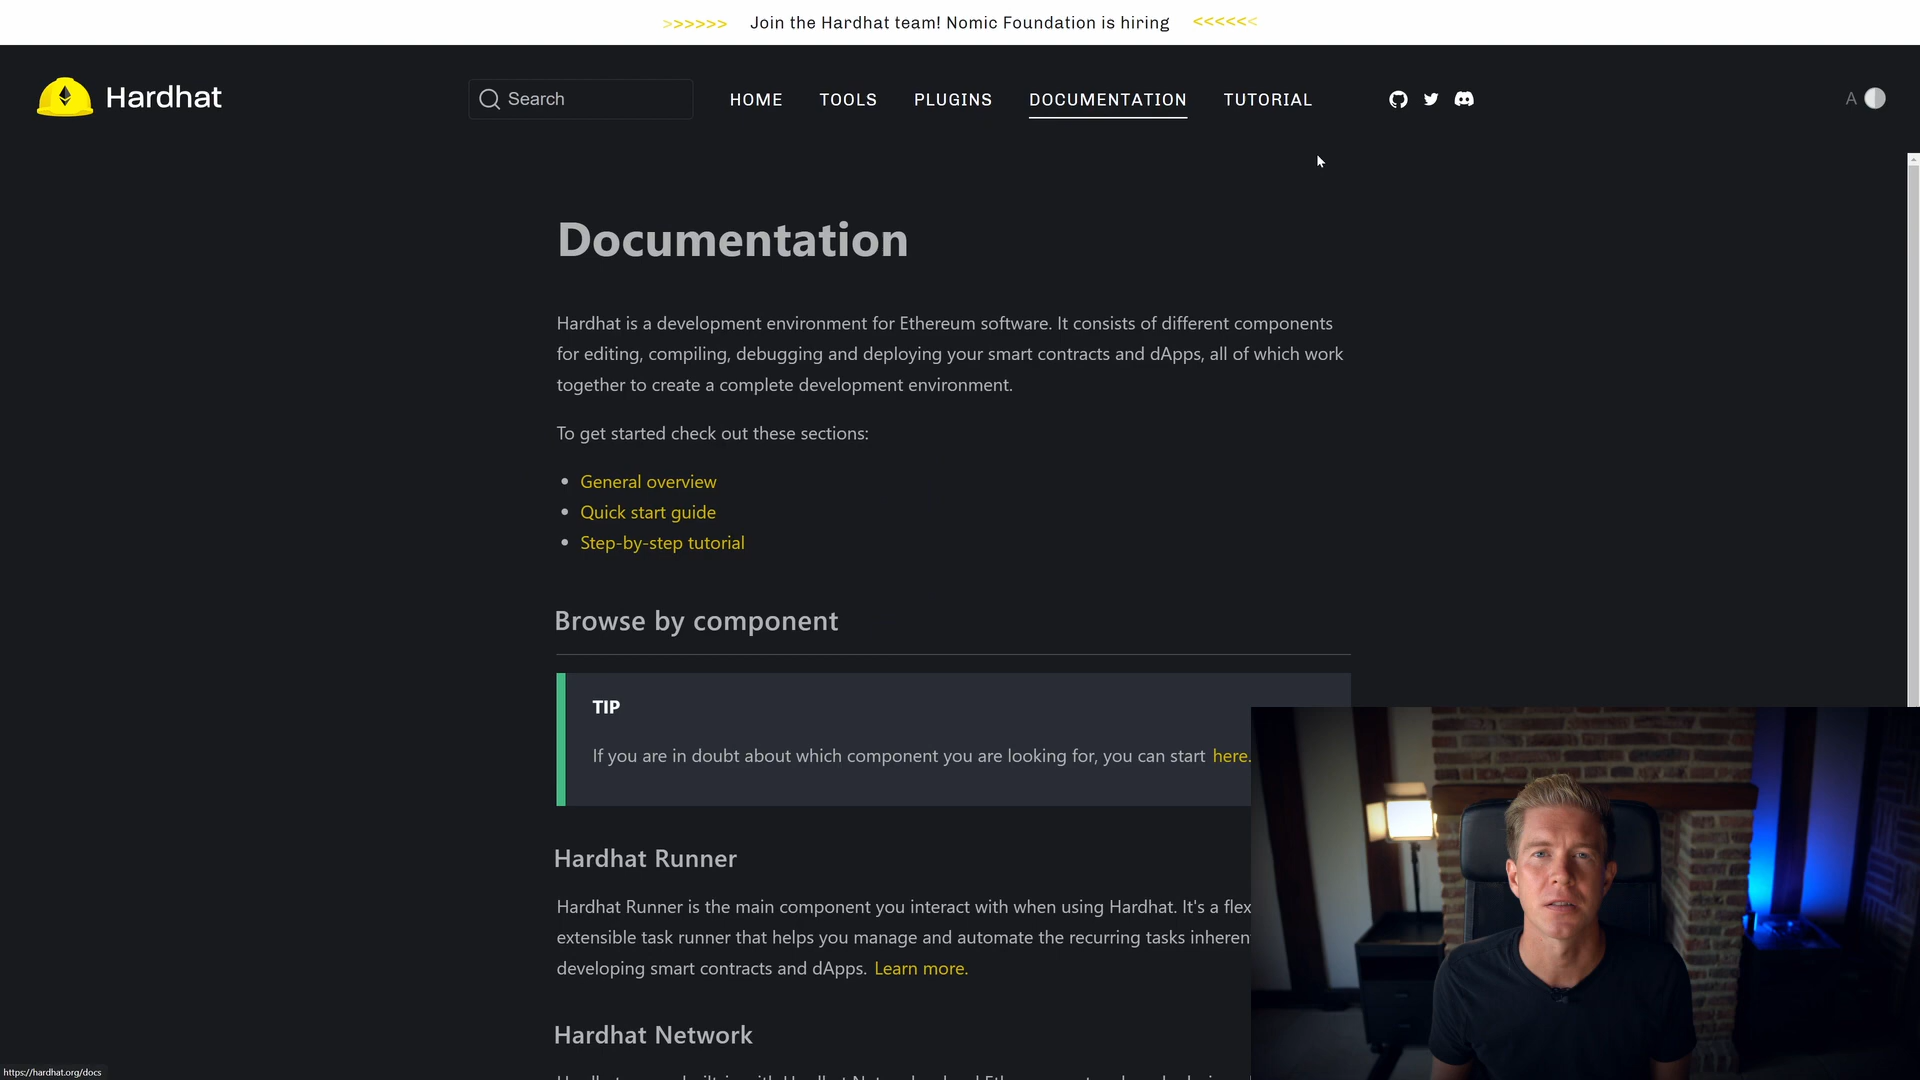 >>>>>> Join the Hardhat team! Nomic Foundation is hiring <<<<<<
Hardhat
Search
HOME
TOOLS
PLUGINS
DOCUMENTATION
TUTORIAL
A
Documentation
Hardhat is a development environment for Ethereum software. It consists of different components
for editing, compiling, debugging and deploying your smart contracts and dApps, all of which work
together to create a complete development environment.
To get started check out these sections:
• General overview
• Quick start guide
• Step-by-step tutorial
Browse by component
TIP
If you are in doubt about which component you are looking for, you can start here.
Hardhat Runner
Hardhat Runner is the main component you interact with when using Hardhat. It's a flex
extensible task runner that helps you manage and automate the recurring tasks inheren
developing smart contracts and dApps. Learn more.
Hardhat Network
https://hardhat.org/docs